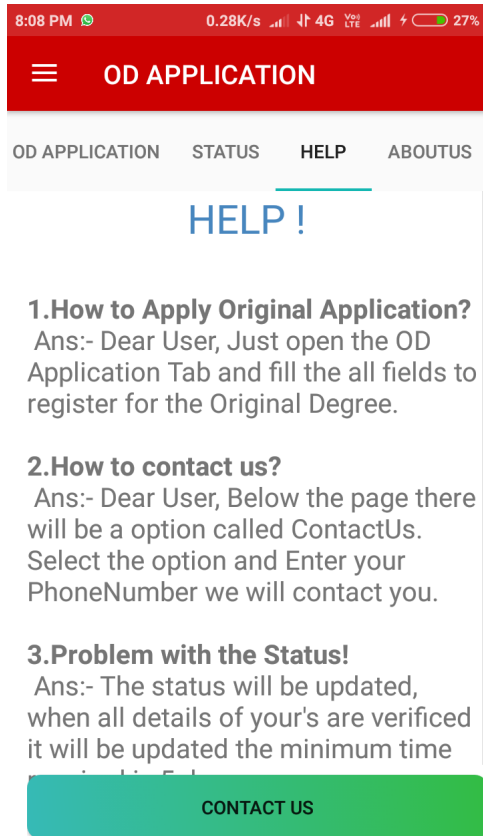 8:08 PM 0.28K/s 4G VoLTE 27%
OD APPLICATION
OD APPLICATION STATUS HELP ABOUTUS
HELP !
1.How to Apply Original Application?
Ans:- Dear User, Just open the OD
Application Tab and fill the all fields to
register for the Original Degree.
2.How to contact us?
Ans:- Dear User, Below the page there
will be a option called ContactUs.
Select the option and Enter your
PhoneNumber we will contact you.
3.Problem with the Status!
Ans:- The status will be updated,
when all details of your's are verificed
it will be updated the minimum time
CONTACT US